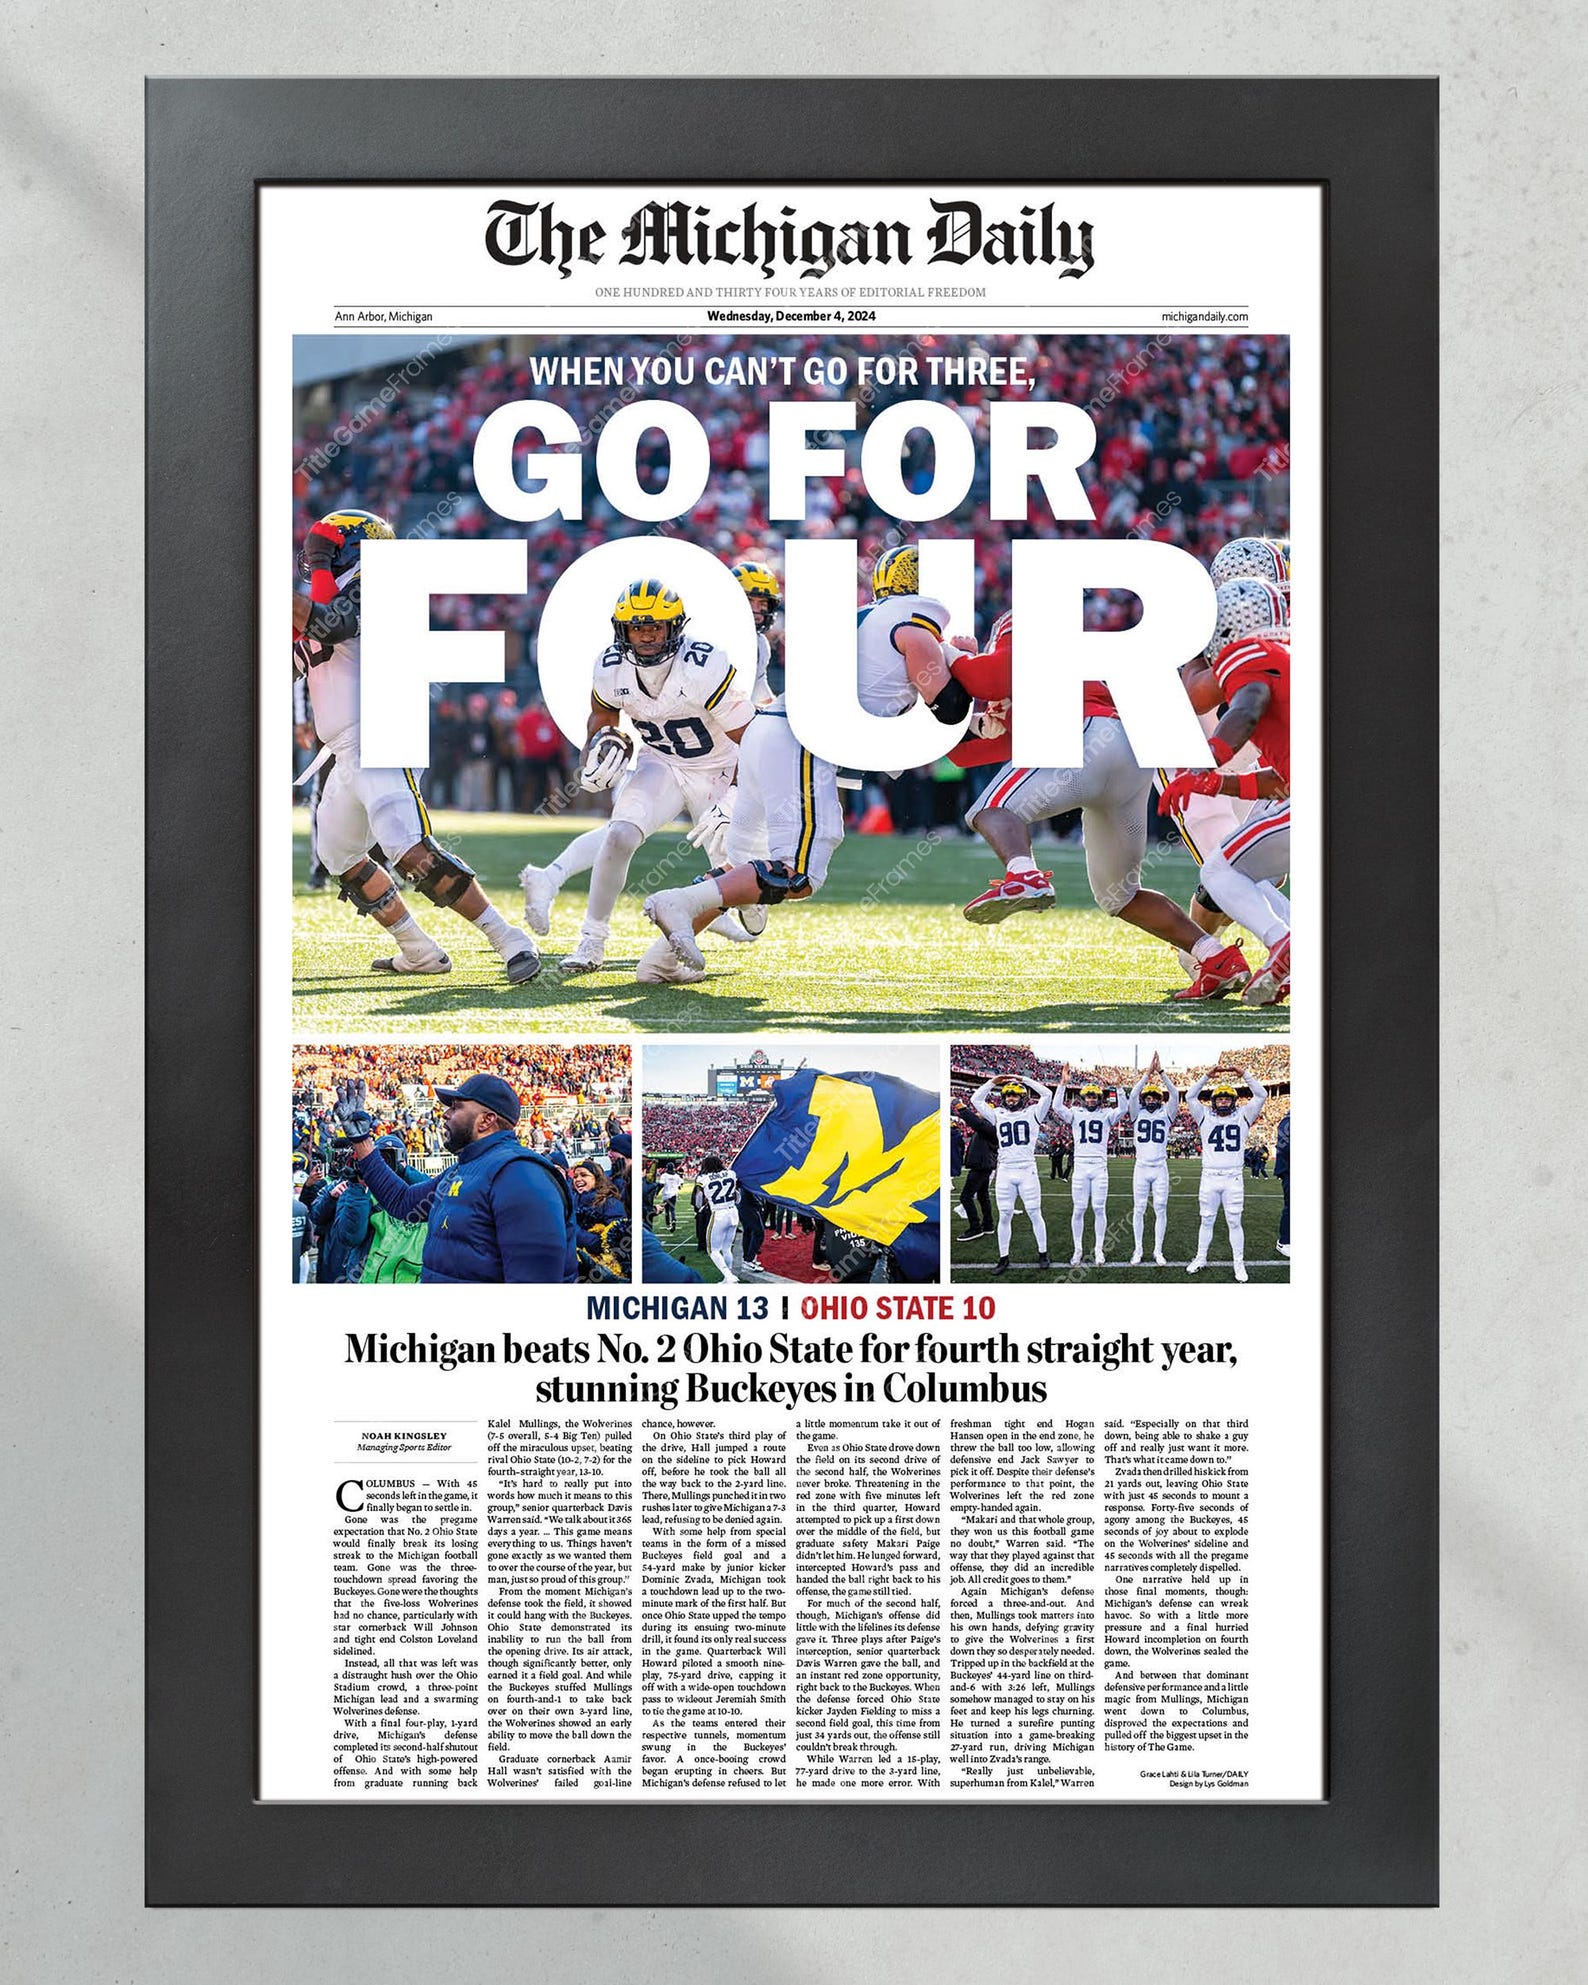 The Michigan Daily
ONE HUNDRED AND THIRTY FOUR YEARS OF EDITORIAL FREEDOM
Ann Arbor, Michigan
Wednesday, December 4, 2024
michigandaily.com
WHEN YOU CAN'T GO FOR THREE,
GO FOR
FOUR
20
20
20
90
19
96
49
22
M
MICHIGAN 13 | OHIO STATE 10
Michigan beats No. 2 Ohio State for fourth straight year,
stunning Buckeyes in Columbus
NOAH KINGSLEY
Managing Sports Editor
COLUMBUS — With 45
seconds left in the game, it
finally began to settle in.
Gone was the pregame
expectation that No. 2 Ohio State
would finally break its losing
streak to the Michigan football
team. Gone was the three-
touchdown spread favoring the
Buckeyes. Gone were the thoughts
that the five-loss Wolverines
had no chance, particularly with
star cornerback Will Johnson
and tight end Colston Loveland
sidelined.
Instead, all that was left was
a distraught hush over the Ohio
Stadium crowd, a three-point
Michigan lead and a swarming
Wolverines defense.
With a final four-play, 1-yard
drive, Michigan's defense
completed its second-half shutout
of Ohio State's high-powered
offense. And with some help
from graduate running back
Kalel Mullings, the Wolverines
(7-5 overall, 5-4 Big Ten) pulled
off the miraculous upset, beating
rival Ohio State (10-2, 7-2) for the
fourth-straight year, 13-10.
"It's hard to really put into
words how much it means to this
group," senior quarterback Davis
Warren said. "We talk about it 365
days a year. ... This game means
everything to us. Things haven't
gone exactly as we wanted them
to over the course of the year, but
man, just so proud of this group."
From the moment Michigan's
defense took the field, it showed
it could hang with the Buckeyes.
Ohio State demonstrated its
inability to run the ball from
the opening drive. Its air attack,
though significantly better, only
earned it a field goal. And while
the Buckeyes stuffed Mullings
on fourth-and-1 to take back
over on their own 3-yard line,
the Wolverines showed an early
ability to move the ball down the
field.
Graduate cornerback Aamir
Hall wasn't satisfied with the
Wolverines' failed goal-line
chance, however.
On Ohio State's third play of
the drive, Hall jumped a route
on the sideline to pick Howard
off, before he took the ball all
the way back to the 2-yard line.
There, Mullings punched it in two
rushes later to give Michigan a 7-3
lead, refusing to be denied again.
With some help from special
teams in the form of a missed
Buckeyes field goal and a
54-yard make by junior kicker
Dominic Zvada, Michigan took
a touchdown lead up to the two-
minute mark of the first half. But
once Ohio State upped the tempo
during its ensuing two-minute
drill, it found its only real success
in the game. Quarterback Will
Howard piloted a smooth nine-
play, 75-yard drive, capping it
off with a wide-open touchdown
pass to wideout Jeremiah Smith
to tie the game at 10-10.
As the teams entered their
respective tunnels, momentum
swung in the Buckeyes'
favor. A once-booing crowd
began erupting in cheers. But
Michigan's defense refused to let
a little momentum take it out of
the game.
Even as Ohio State drove down
the field on its second drive of
the second half, the Wolverines
never broke. Threatening in the
red zone with five minutes left
in the third quarter, Howard
attempted to pick up a first down
over the middle of the field, but
graduate safety Makari Paige
didn't let him. He lunged forward,
intercepted Howard's pass and
handed the ball right back to his
offense, the game still tied.
For much of the second half,
though, Michigan's offense did
little with the lifelines its defense
gave it. Three plays after Paige's
interception, senior quarterback
Davis Warren gave the ball, and
an instant red zone opportunity,
right back to the Buckeyes. When
the defense forced Ohio State
kicker Jayden Fielding to miss a
second field goal, this time from
just 34 yards out, the offense still
couldn't break through.
While Warren led a 15-play,
77-yard drive to the 3-yard line,
he made one more error. With
freshman tight end Hogan
Hansen open in the end zone, he
threw the ball too low, allowing
defensive end Jack Sawyer to
pick it off. Despite their defense's
performance to that point, the
Wolverines left the red zone
empty-handed again.
"Makari and that whole group,
they won us this football game
no doubt," Warren said. "The
way that they played against that
offense, they did an incredible
job. All credit goes to them."
Again Michigan's defense
forced a three-and-out. And
then, Mullings took matters into
his own hands, defying gravity
to give the Wolverines a first
down they so desperately needed.
Tripped up in the backfield at the
Buckeyes' 44-yard line on third-
and-6 with 3:26 left, Mullings
somehow managed to stay on his
feet and keep his legs churning.
He turned a surefire punting
situation into a game-breaking
27-yard run, driving Michigan
well into Zvada's range.
"Really just unbelievable,
superhuman from Kalel," Warren
said. "Especially on that third
down, being able to shake a guy
off and really just want it more.
That's what it came down to."
Zvada then drilled his kick from
21 yards out, leaving Ohio State
with just 45 seconds to mount a
response. Forty-five seconds of
agony among the Buckeyes, 45
seconds of joy about to explode
on the Wolverines' sideline and
45 seconds with all the pregame
narratives completely dispelled.
One narrative held up in
those final moments, though:
Michigan's defense can wreak
havoc. So with a little more
pressure and a final hurried
Howard incompletion on fourth
down, the Wolverines sealed the
game.
And between that dominant
defensive performance and a little
magic from Mullings, Michigan
went down to Columbus,
disproved the expectations and
pulled off the biggest upset in the
history of The Game.
Grace Lahti & Lila Turner/DAILY
Design by Lys Goldman
TitleGameFrames